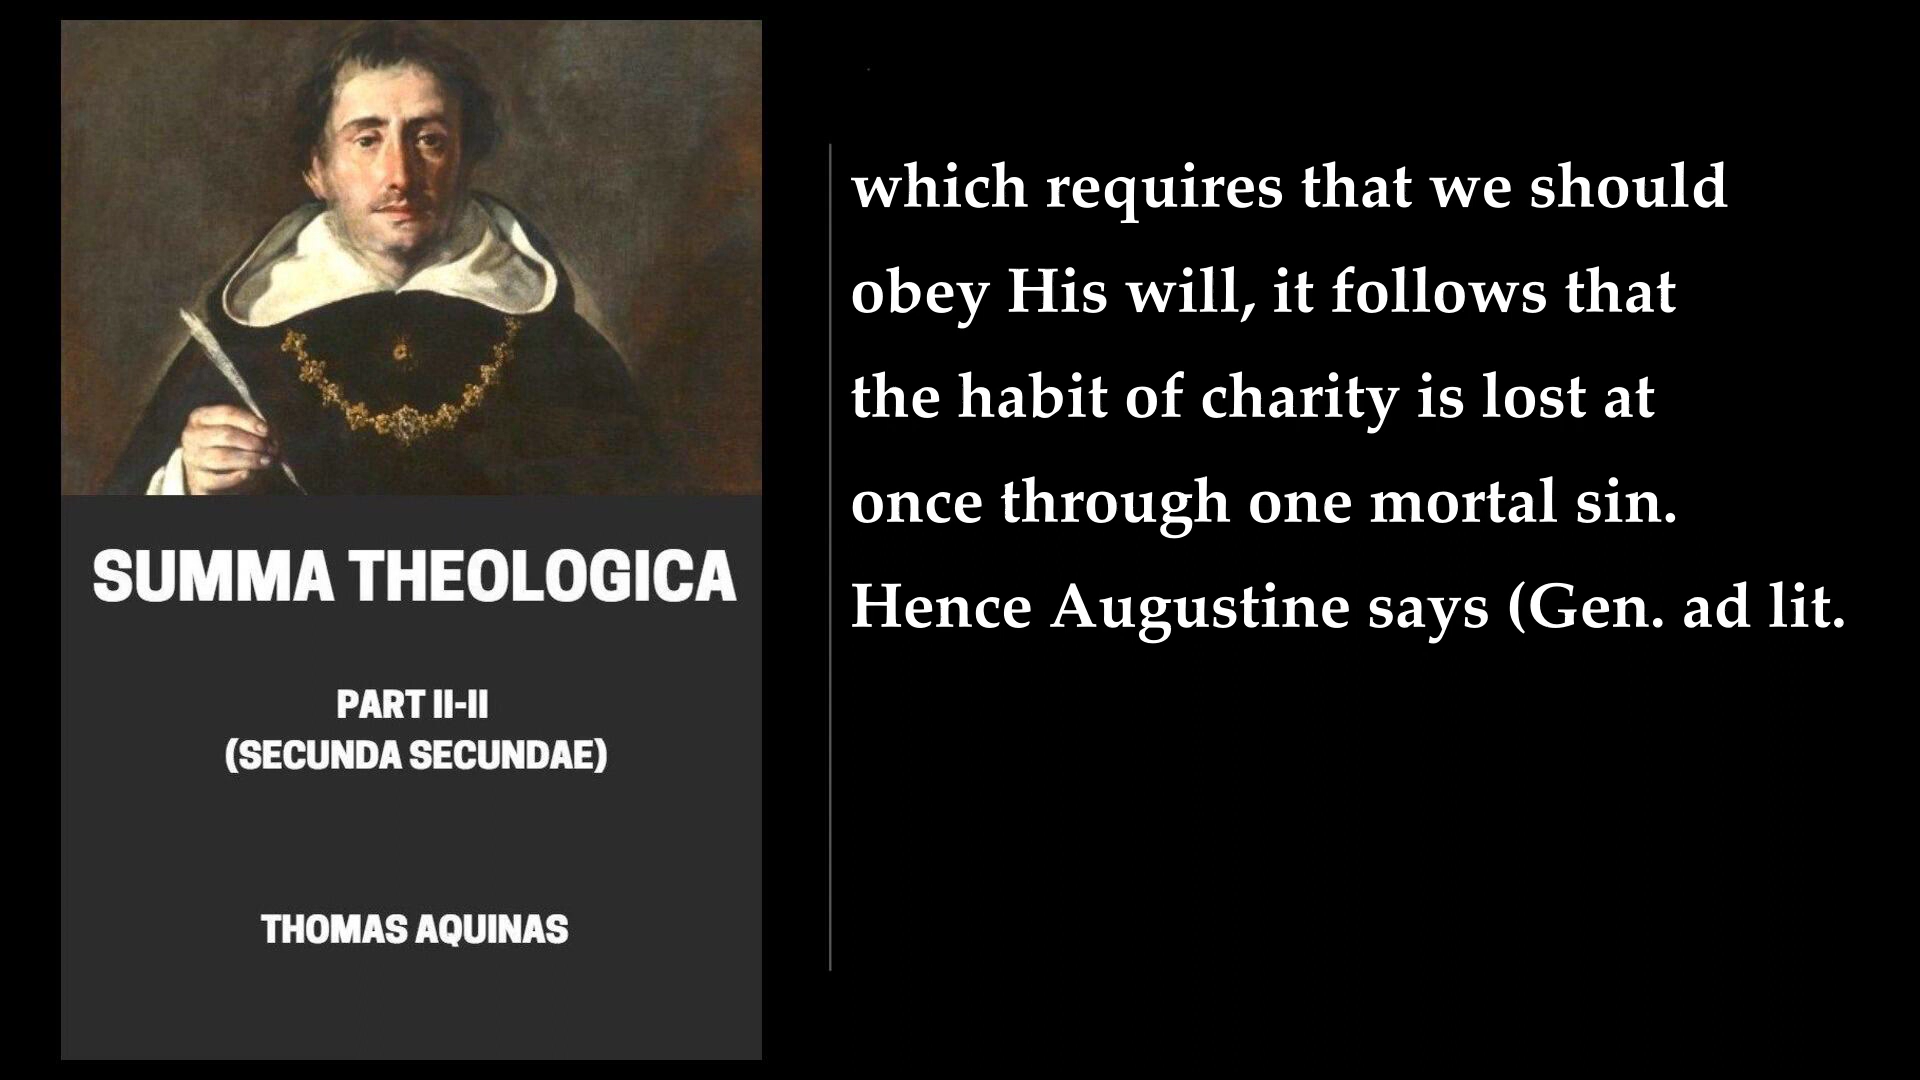 SUMMA THEOLOGICA
PART II-II
(SECUNDA SECUNDAE)
THOMAS AQUINAS
which requires that we should
obey His will, it follows that
the habit of charity is lost at
once through one mortal sin.
Hence Augustine says (Gen. ad lit.